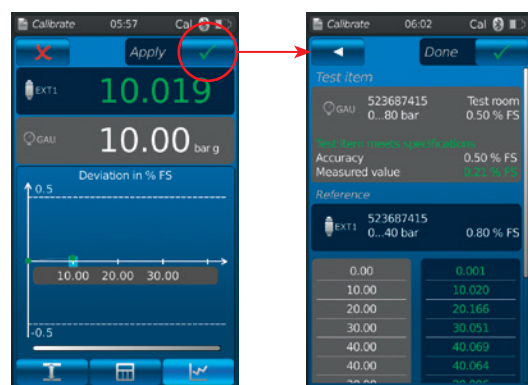 Calibrate 05:57 Cal
Apply
EXT1 10.019
GAU 10.00 bar g
Deviation in % FS
0.5
10.00 20.00 30.00
-0.5
Calibrate 06:02 Cal
Done
Test item
GAU 523687415 Test room
0...80 bar 0.50 % FS
Test item meets specifications
Accuracy 0.50 % FS
Measured value 0.21 % FS
Reference
EXT1 523687415
0...40 bar 0.80 % FS
0.00 0.001
10.00 10.020
20.00 20.166
30.00 30.051
40.00 40.069
40.00 40.064